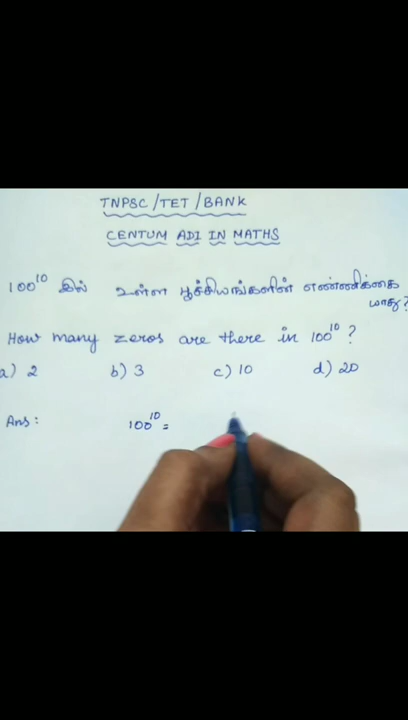 TNPSC/TET/BANK
CENTUM ADI IN MATHS
100¹⁰ இல் உள்ள பூச்சியங்களின் எண்ணிக்கை
யாது?
How many zeros are there in 100¹⁰?
a) 2 b) 3 c) 10 d) 20
Ans: 100¹⁰ =